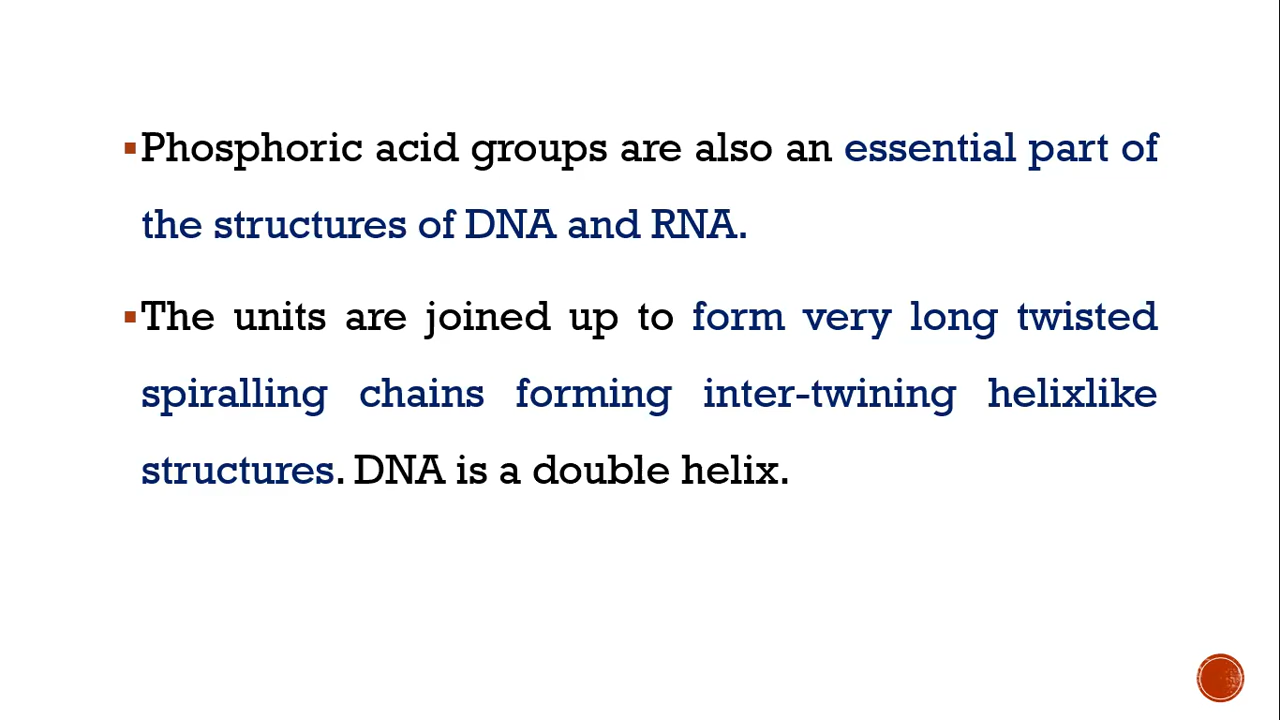 ▪Phosphoric acid groups are also an essential part of
the structures of DNA and RNA.
▪The units are joined up to form very long twisted
spiralling chains forming inter-twining helixlike
structures. DNA is a double helix.